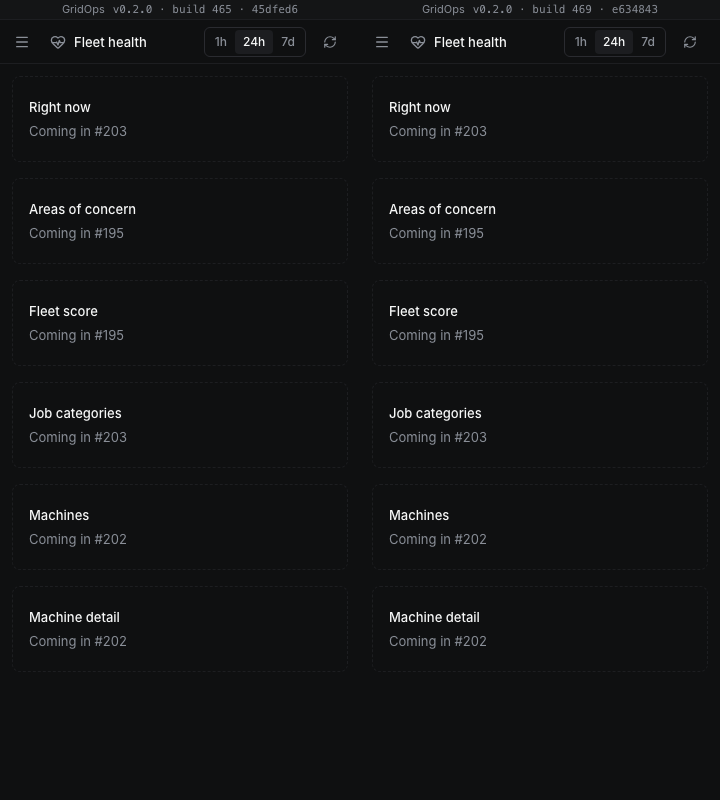 GridOps v0.2.0 · build 465 · 45dfed6
Fleet health
1h 24h 7d
Right now
Coming in #203
Areas of concern
Coming in #195
Fleet score
Coming in #195
Job categories
Coming in #203
Machines
Coming in #202
Machine detail
Coming in #202
GridOps v0.2.0 · build 469 · e634843
Fleet health
1h 24h 7d
Right now
Coming in #203
Areas of concern
Coming in #195
Fleet score
Coming in #195
Job categories
Coming in #203
Machines
Coming in #202
Machine detail
Coming in #202